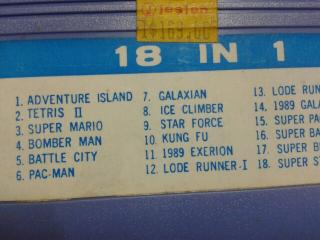 $169.00
18 IN 1
1. ADVENTURE ISLAND
2. TETRIS II
3. SUPER MARIO
4. BOMBER MAN
5. BATTLE CITY
6. PAC-MAN
7. GALAXIAN
8. ICE CLIMBER
9. STAR FORCE
10. KUNG FU
11. 1989 EXERION
12. LODE RUNNER-I
13. LODE RUN
14. 1989 GALA
15. SUPER PA
16. SUPER BA
17. SUPER B
18. SUPER S